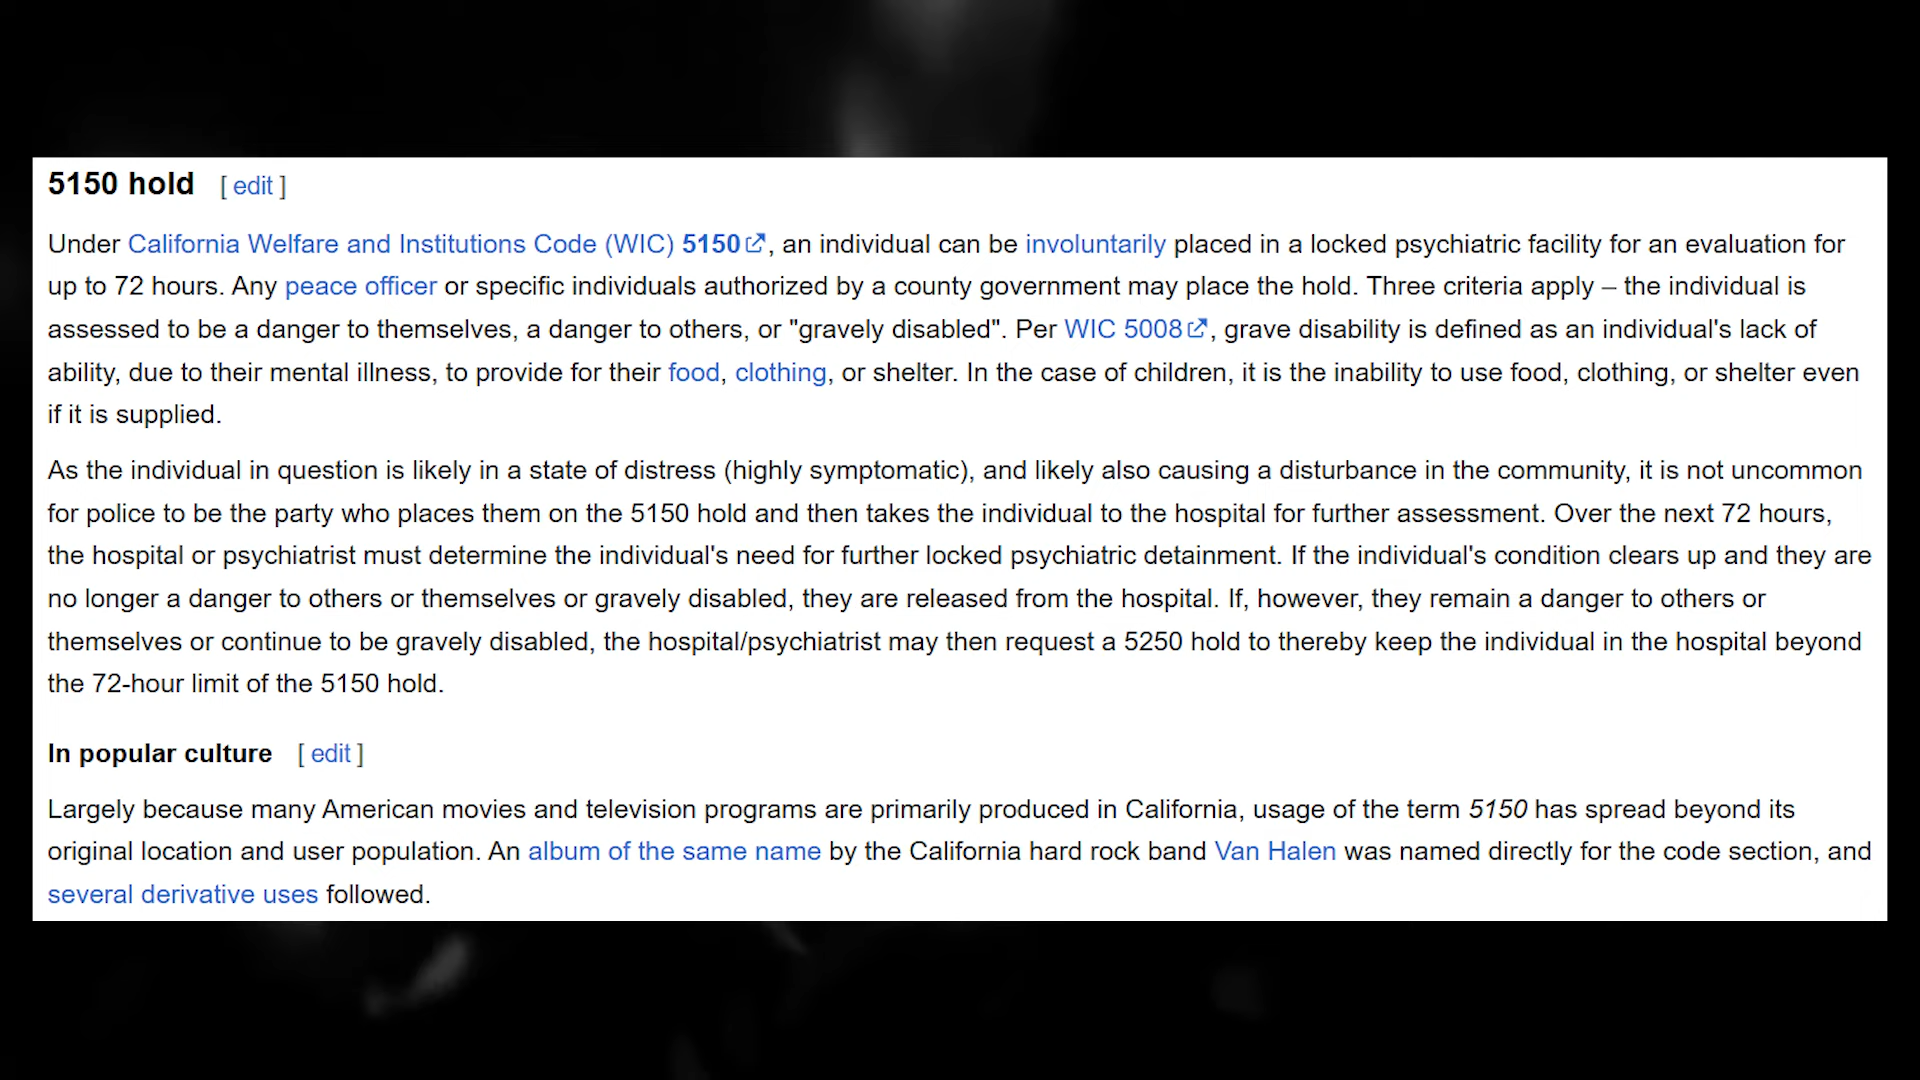 5150 hold [ edit ]
Under California Welfare and Institutions Code (WIC) 5150, an individual can be involuntarily placed in a locked psychiatric facility for an evaluation for
up to 72 hours. Any peace officer or specific individuals authorized by a county government may place the hold. Three criteria apply – the individual is
assessed to be a danger to themselves, a danger to others, or "gravely disabled". Per WIC 5008, grave disability is defined as an individual's lack of
ability, due to their mental illness, to provide for their food, clothing, or shelter. In the case of children, it is the inability to use food, clothing, or shelter even
if it is supplied.
As the individual in question is likely in a state of distress (highly symptomatic), and likely also causing a disturbance in the community, it is not uncommon
for police to be the party who places them on the 5150 hold and then takes the individual to the hospital for further assessment. Over the next 72 hours,
the hospital or psychiatrist must determine the individual's need for further locked psychiatric detainment. If the individual's condition clears up and they are
no longer a danger to others or themselves or gravely disabled, they are released from the hospital. If, however, they remain a danger to others or
themselves or continue to be gravely disabled, the hospital/psychiatrist may then request a 5250 hold to thereby keep the individual in the hospital beyond
the 72-hour limit of the 5150 hold.
In popular culture [ edit ]
Largely because many American movies and television programs are primarily produced in California, usage of the term 5150 has spread beyond its
original location and user population. An album of the same name by the California hard rock band Van Halen was named directly for the code section, and
several derivative uses followed.